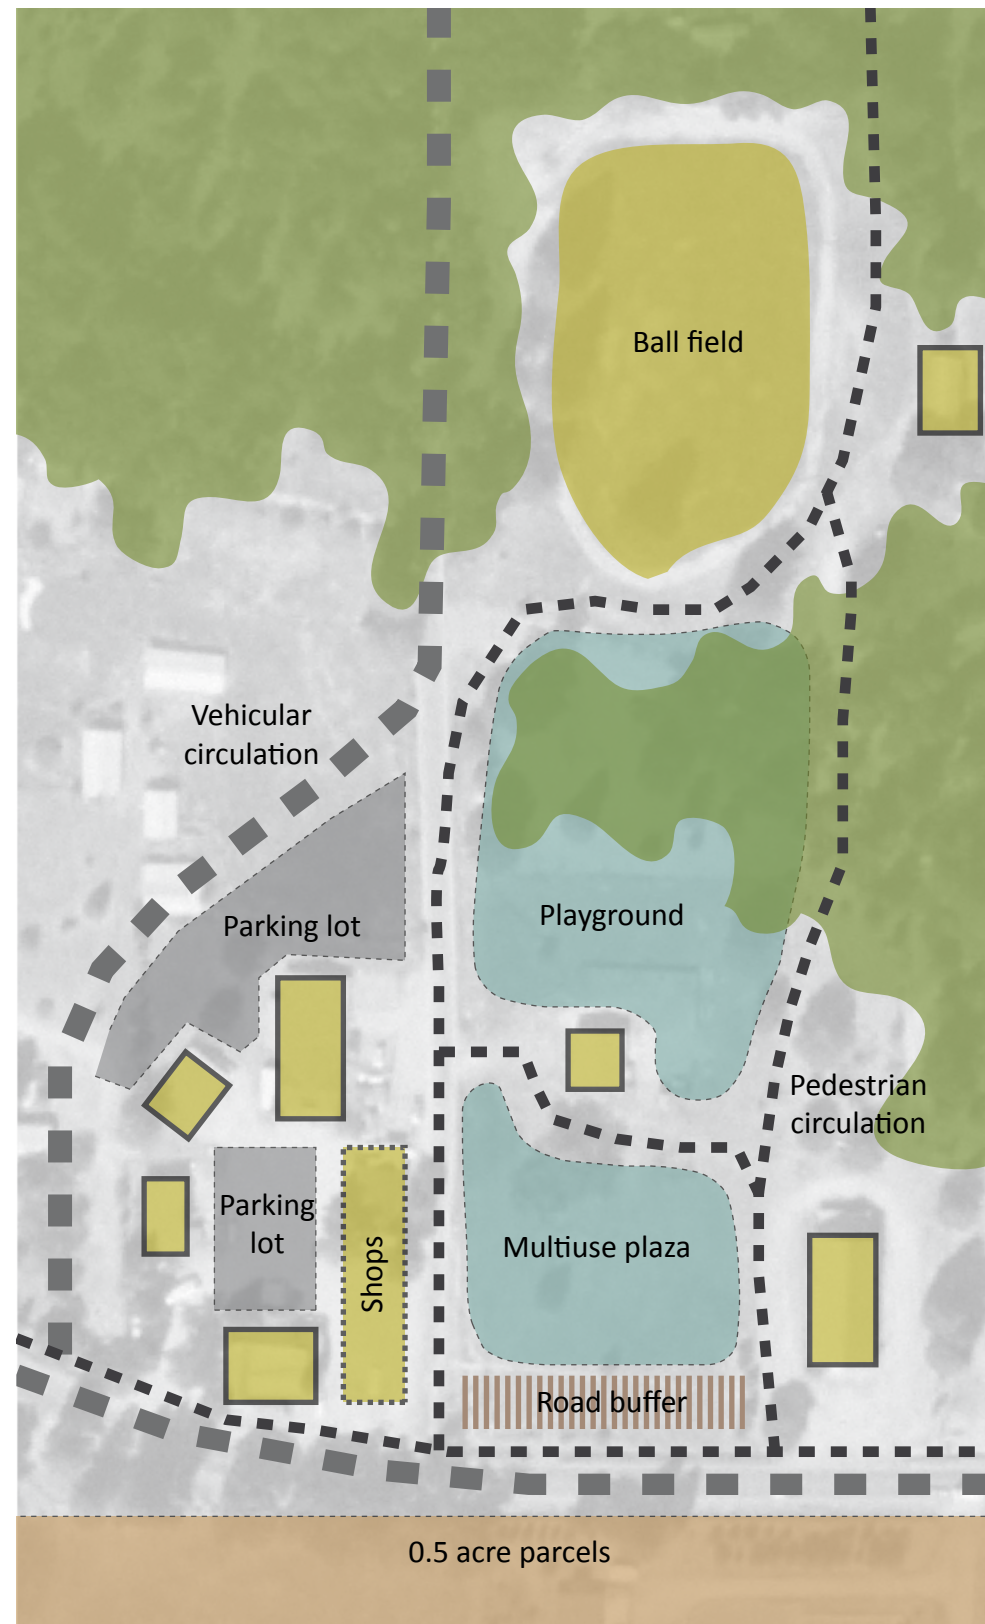 Ball field
Vehicular
circulation
Parking lot
Playground
Pedestrian
circulation
Parking
lot
Shops
Multiuse plaza
Road buffer
0.5 acre parcels